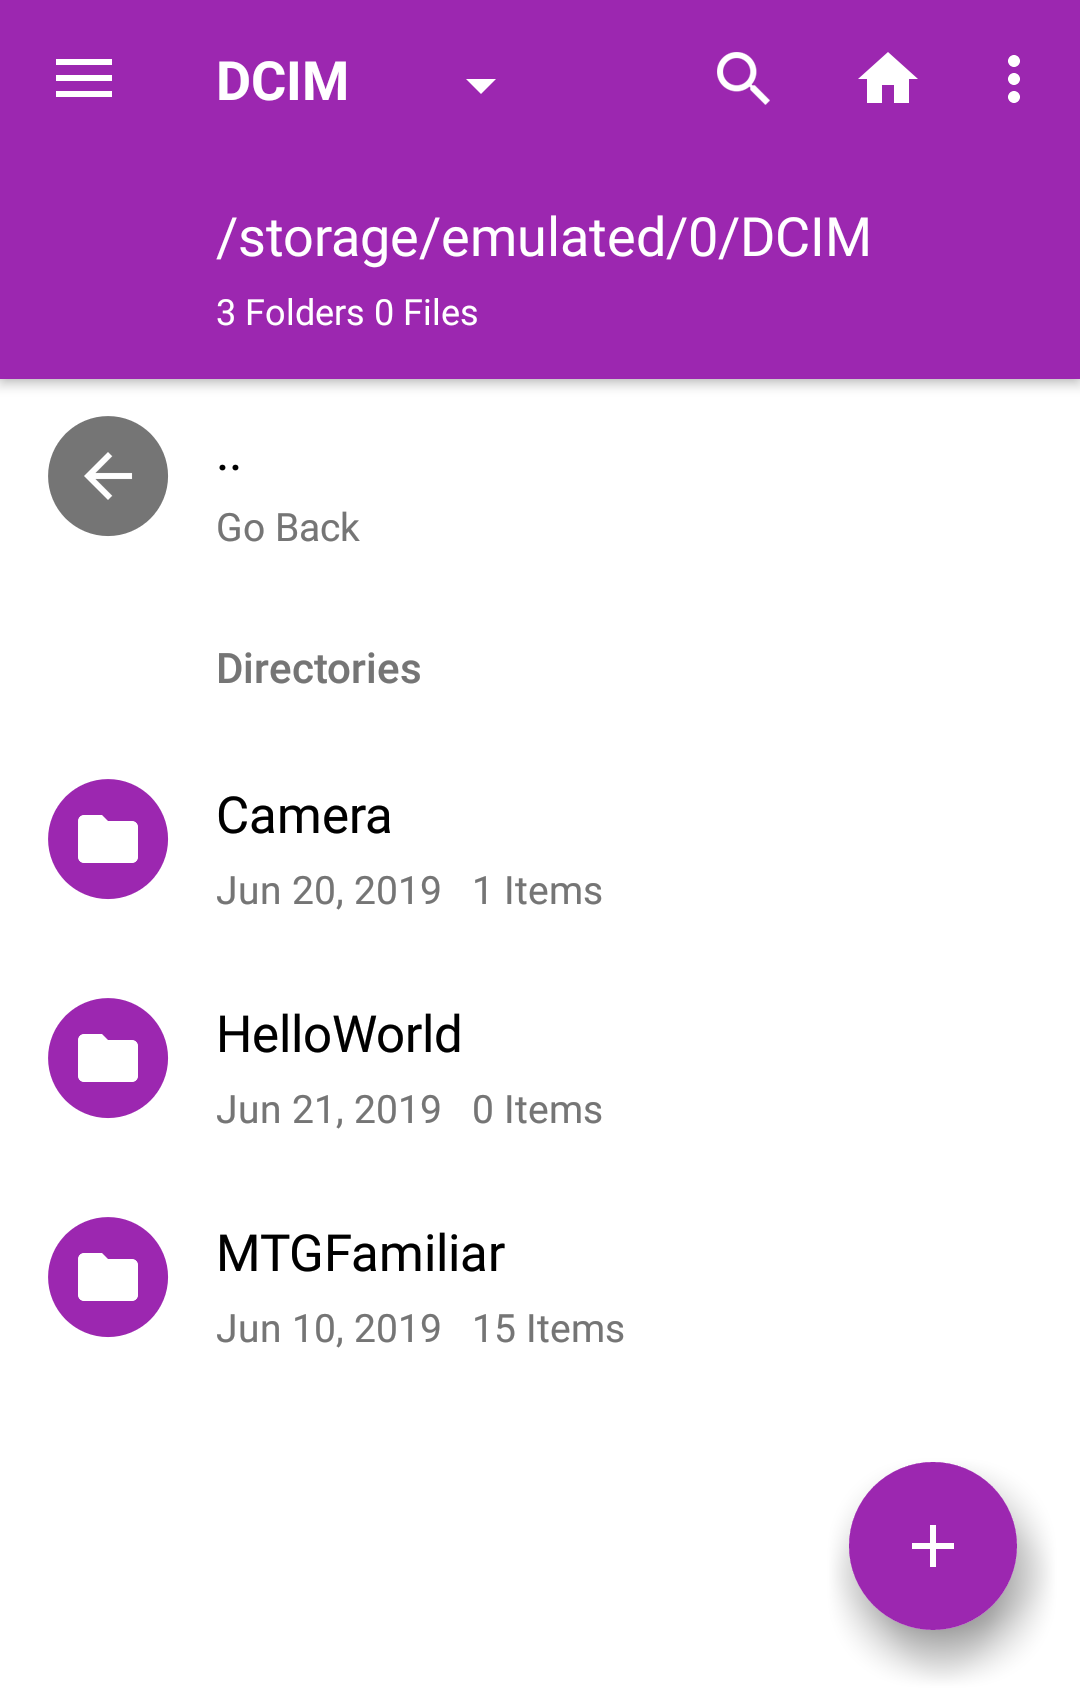 DCIM
/storage/emulated/0/DCIM
3 Folders 0 Files
..
Go Back
Directories
Camera
Jun 20, 2019 1 Items
HelloWorld
Jun 21, 2019 0 Items
MTGFamiliar
Jun 10, 2019 15 Items